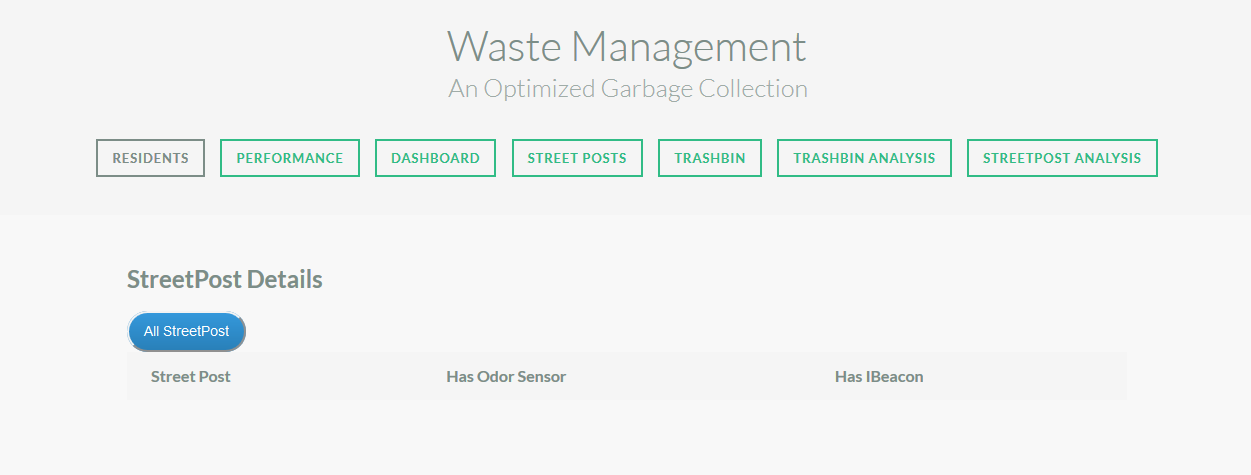 Waste Management
An Optimized Garbage Collection
RESIDENTS PERFORMANCE DASHBOARD STREET POSTS TRASHBIN TRASHBIN ANALYSIS STREETPOST ANALYSIS
StreetPost Details
All StreetPost
Street Post Has Odor Sensor Has IBeacon